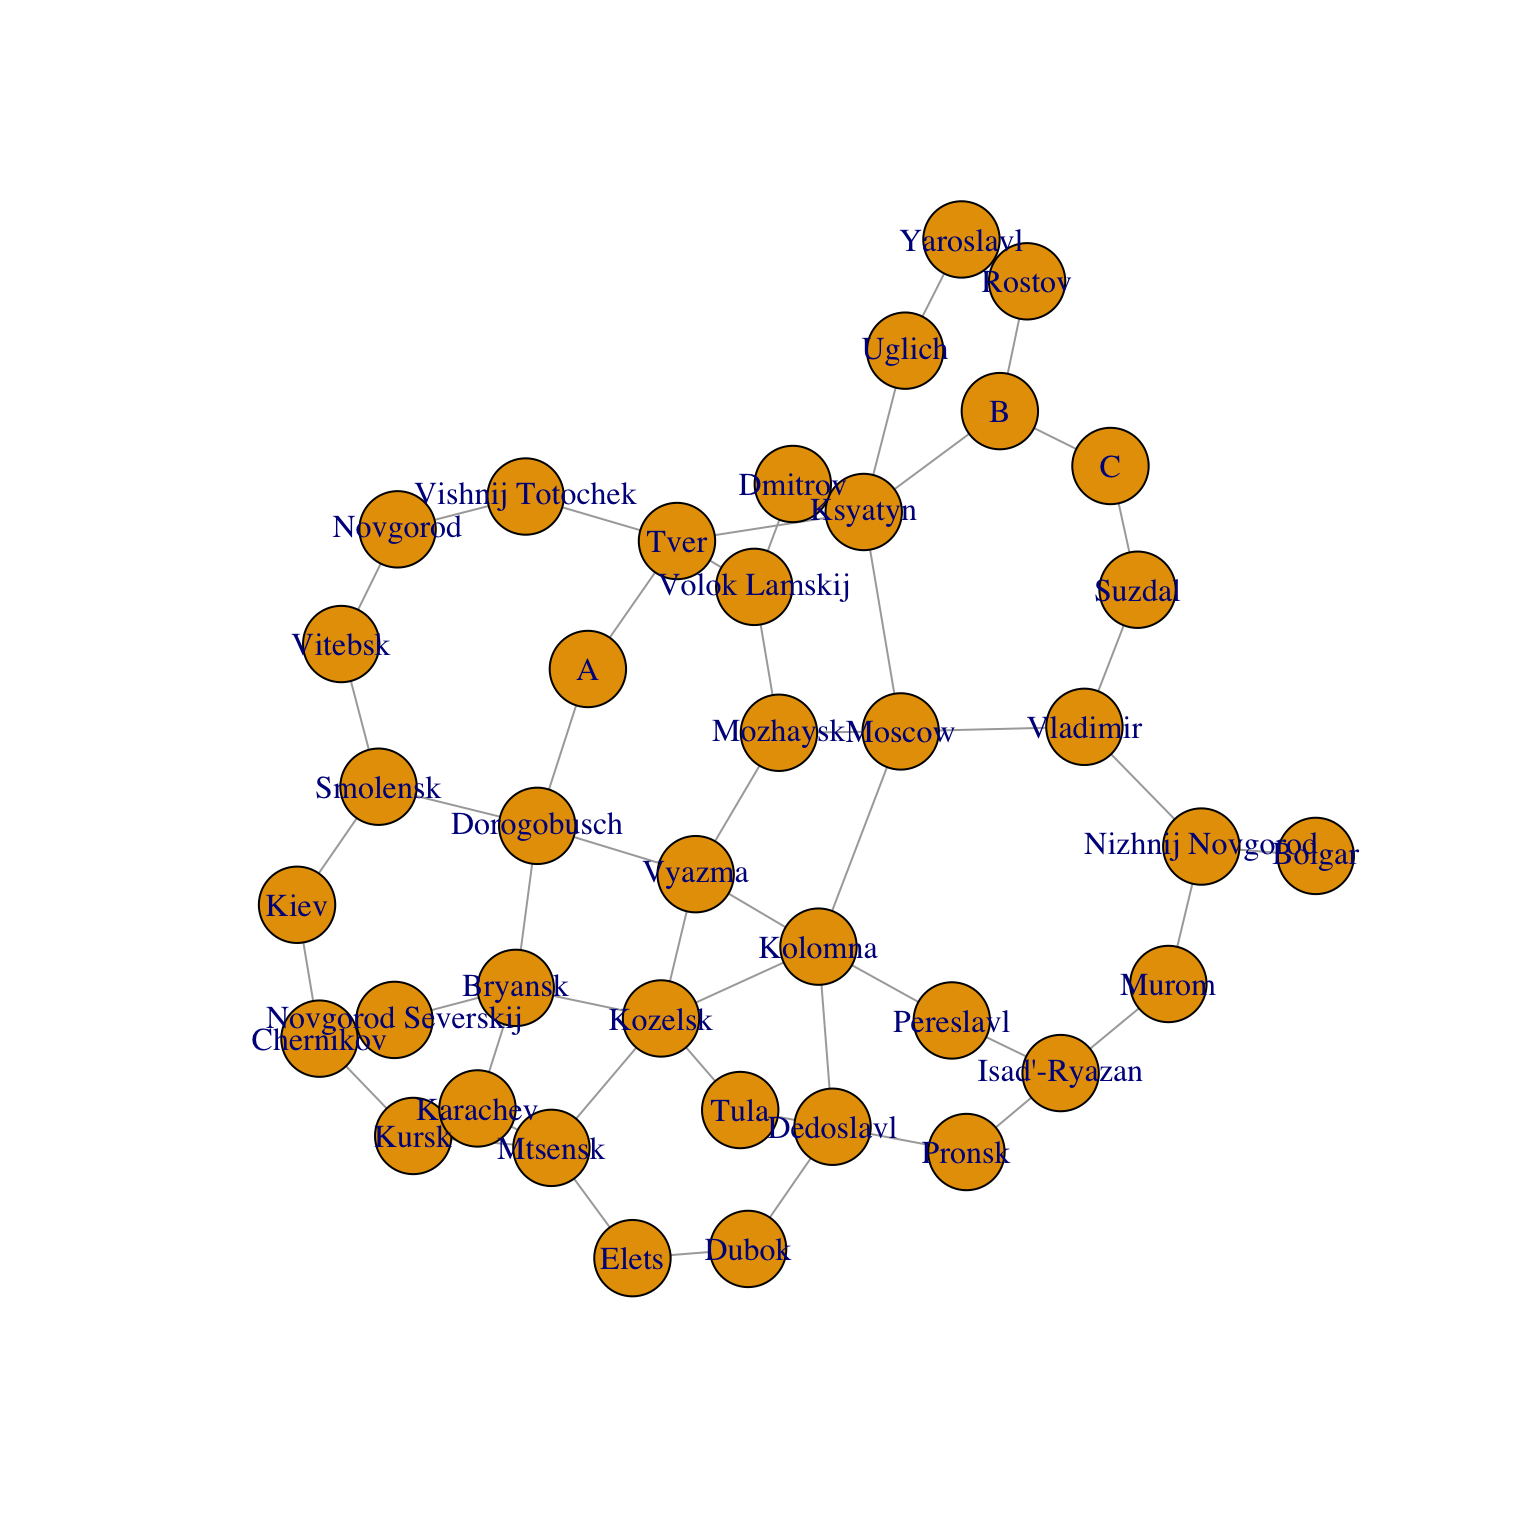 Yaroslavl
Rostov
Uglich
B
C
Dmitrov
Vishnij Totochek
Ksyatyn
Novgorod
Tver
Volok Lamskij
Suzdal
Vitebsk
A
Mozhaysk
Moscow
Vladimir
Smolensk
Dorogobusch
Nizhnij Novgorod
Bolgar
Vyazma
Kiev
Kolomna
Bryansk
Murom
Novgorod Severskij
Kozelsk
Pereslavl
Chernikov
Isad'-Ryazan
Karachev
Tula
Kursk
Dedoslavl
Mtsensk
Pronsk
Elets
Dubok